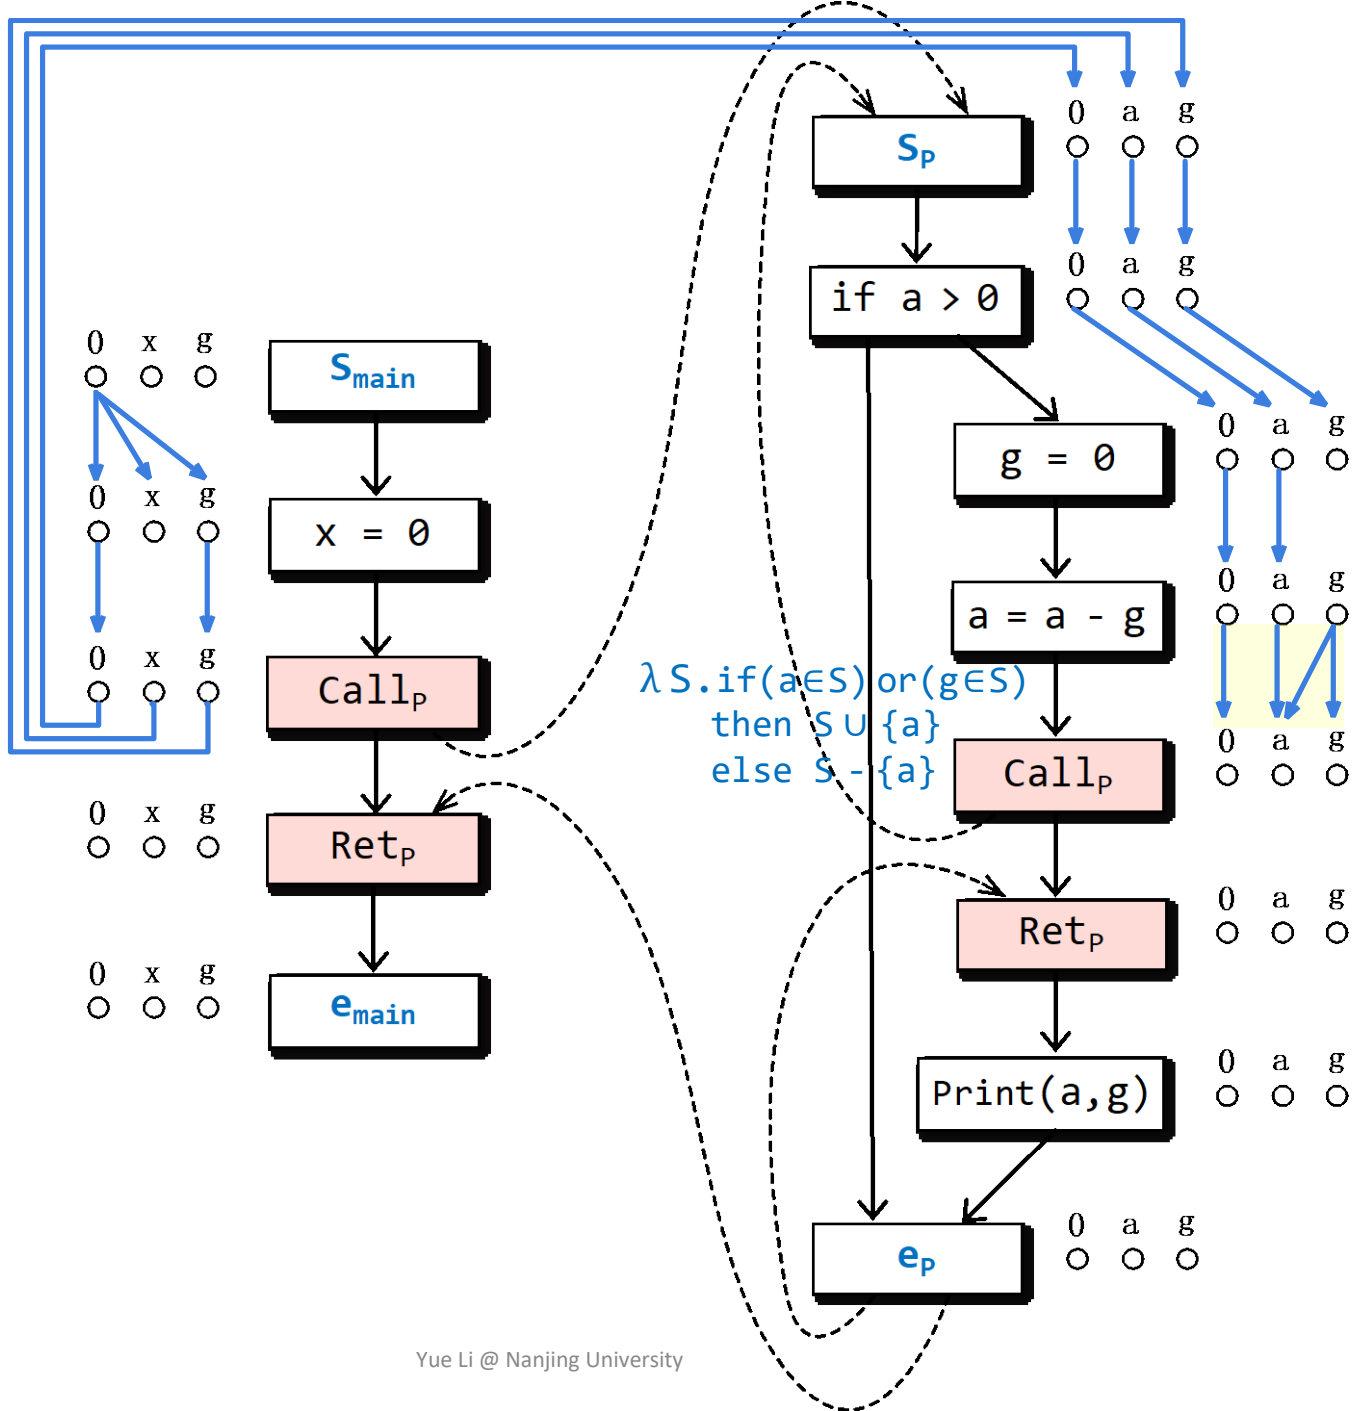 0 a g
S_P
0 a g
if a > 0
0 x g
S_main
0 a g
g = 0
0 x g
x = 0
0 a g
a = a - g
0 x g
Call_P
λS.if(a∈S)or(g∈S)
then S∪{a}
else S-{a}
0 a g
Call_P
0 x g
Ret_P
0 a g
Ret_P
0 x g
e_main
0 a g
Print(a,g)
0 a g
e_P
Yue Li @ Nanjing University